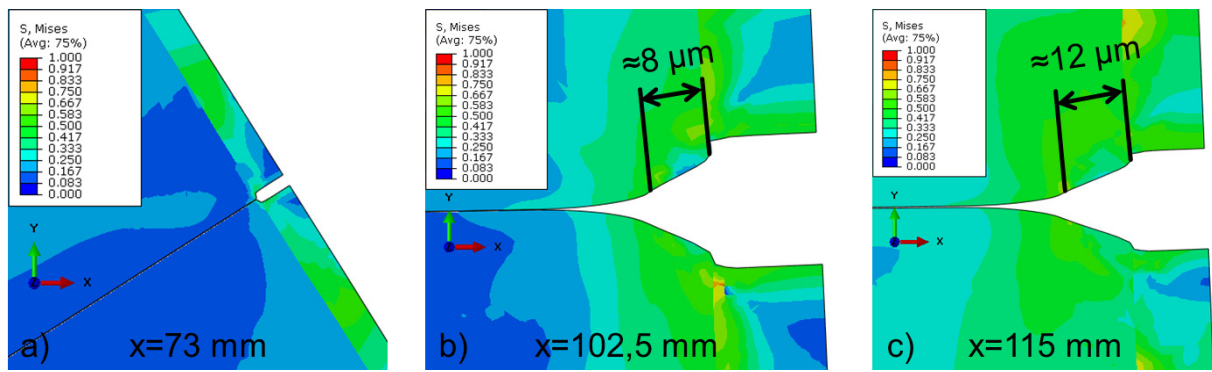 S, Mises
(Avg: 75%)
1.000
0.917
0.833
0.750
0.667
0.583
0.500
0.417
0.333
0.250
0.167
0.083
0.000
Y
X
a)
x=73 mm
S, Mises
(Avg: 75%)
1.000
0.917
0.833
0.750
0.667
0.583
0.500
0.417
0.333
0.250
0.167
0.083
0.000
≈8 µm
Y
X
b)
x=102,5 mm
S, Mises
(Avg: 75%)
1.000
0.917
0.833
0.750
0.667
0.583
0.500
0.417
0.333
0.250
0.167
0.083
0.000
≈12 µm
Y
X
c)
x=115 mm